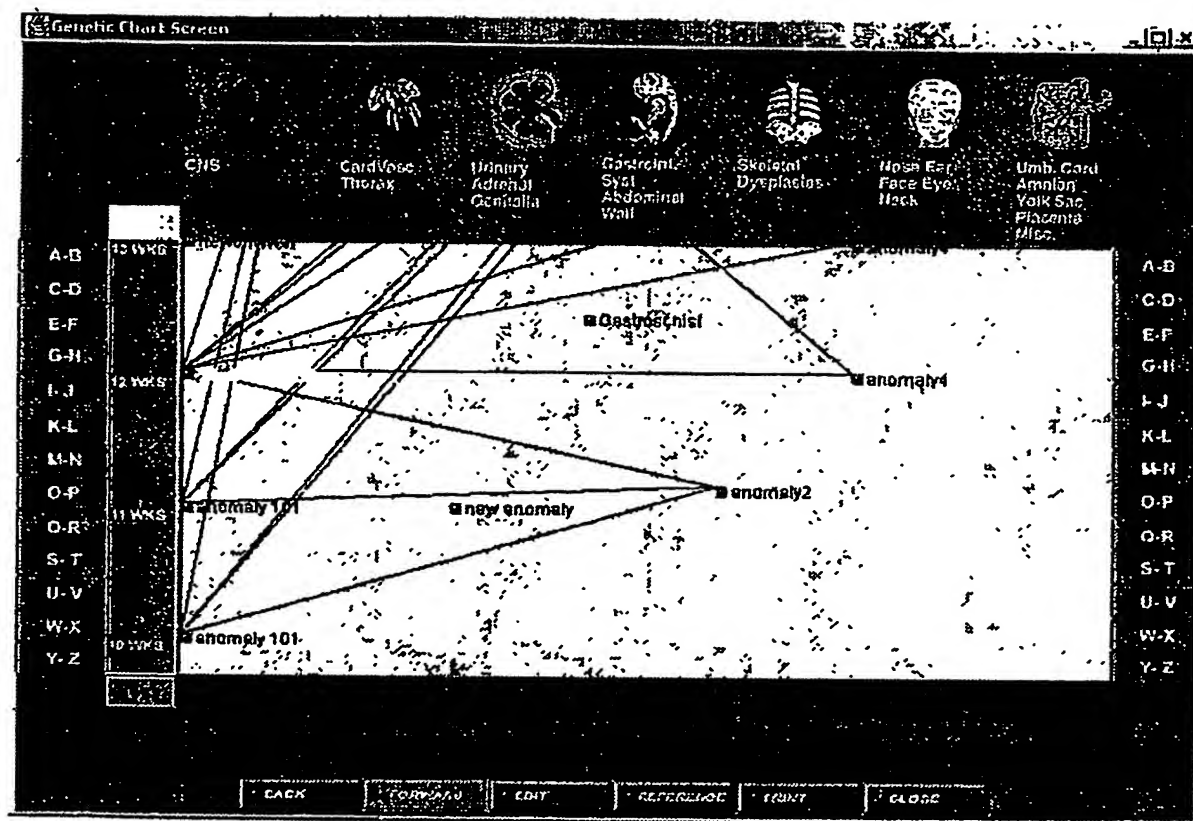 Genetic Chart Screen
CNS
CardVasc
Thorax
Urinary
Adrenal
Genitalia
Gastroint.
Syst
Abdominal
Wall
Skeletal
Dysplasias
Nose Ear
Face Eye
Neck
Umb. Cord
Amnion
Yolk Sac
Placenta
Misc.
A-B
C-D
E-F
G-H
I-J
K-L
M-N
O-P
Q-R
S-T
U-V
W-X
Y-Z
13 WKS
12 WKS
11 WKS
10 WKS
Gastroschisi
anomaly4
anomaly2
anomaly 101
new anomaly
anomaly 101
A-B
C-D
E-F
G-H
I-J
K-L
M-N
O-P
Q-R
S-T
U-V
W-X
Y-Z
BACK
FORWARD
EDIT
REFERENCE
PRINT
CLOSE